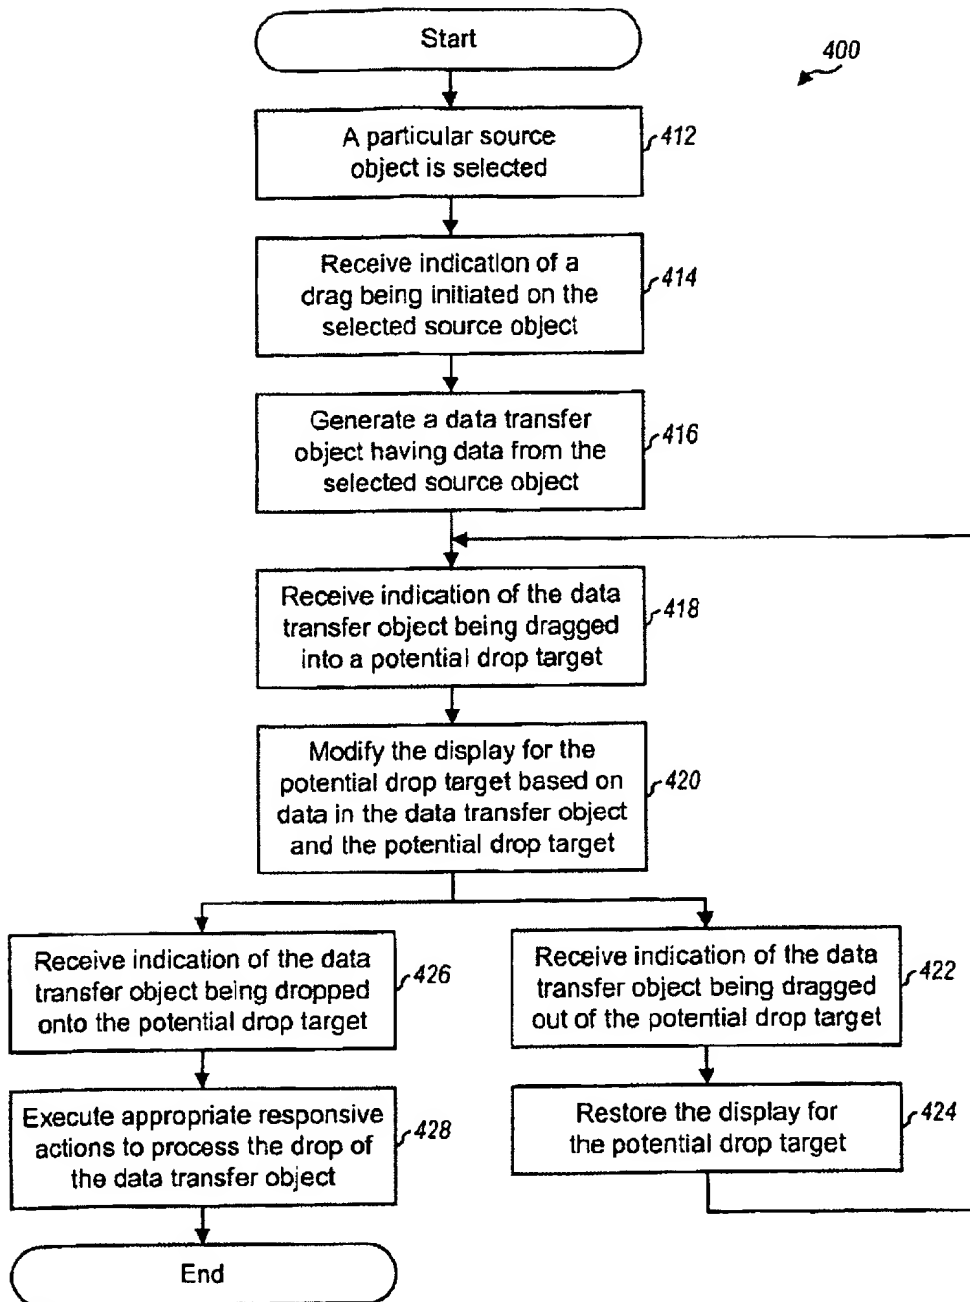 Start
400
A particular source
object is selected
412
Receive indication of a
drag being initiated on the
selected source object
414
Generate a data transfer
object having data from the
selected source object
416
Receive indication of the data
transfer object being dragged
into a potential drop target
418
Modify the display for the
potential drop target based on
data in the data transfer object
and the potential drop target
420
Receive indication of the data
transfer object being dropped
onto the potential drop target
426
Receive indication of the data
transfer object being dragged
out of the potential drop target
422
Execute appropriate responsive
actions to process the drop of
the data transfer object
428
Restore the display for
the potential drop target
424
End